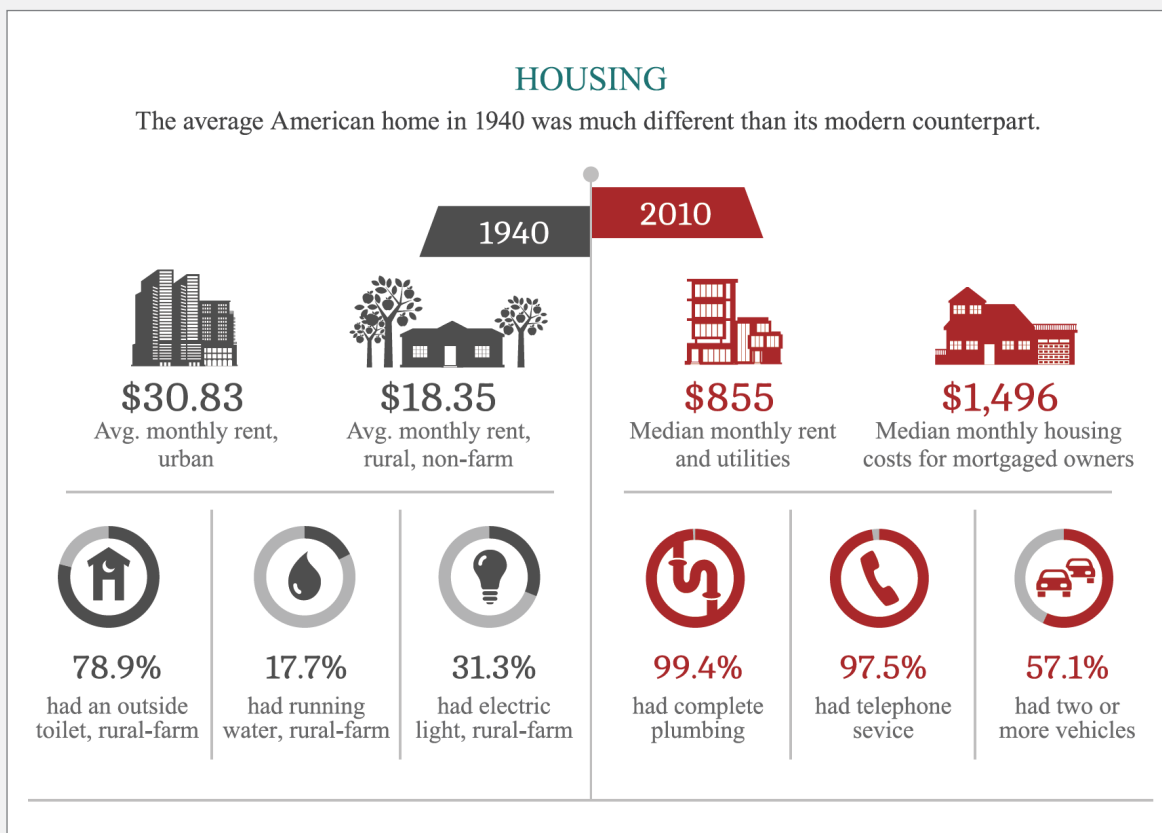 HOUSING
The average American home in 1940 was much different than its modern counterpart.
1940
2010
$30.83
Avg. monthly rent,
urban
$18.35
Avg. monthly rent,
rural, non-farm
$855
Median monthly rent
and utilities
$1,496
Median monthly housing
costs for mortgaged owners
78.9%
had an outside
toilet, rural-farm
17.7%
had running
water, rural-farm
31.3%
had electric
light, rural-farm
99.4%
had complete
plumbing
97.5%
had telephone
sevice
57.1%
had two or
more vehicles